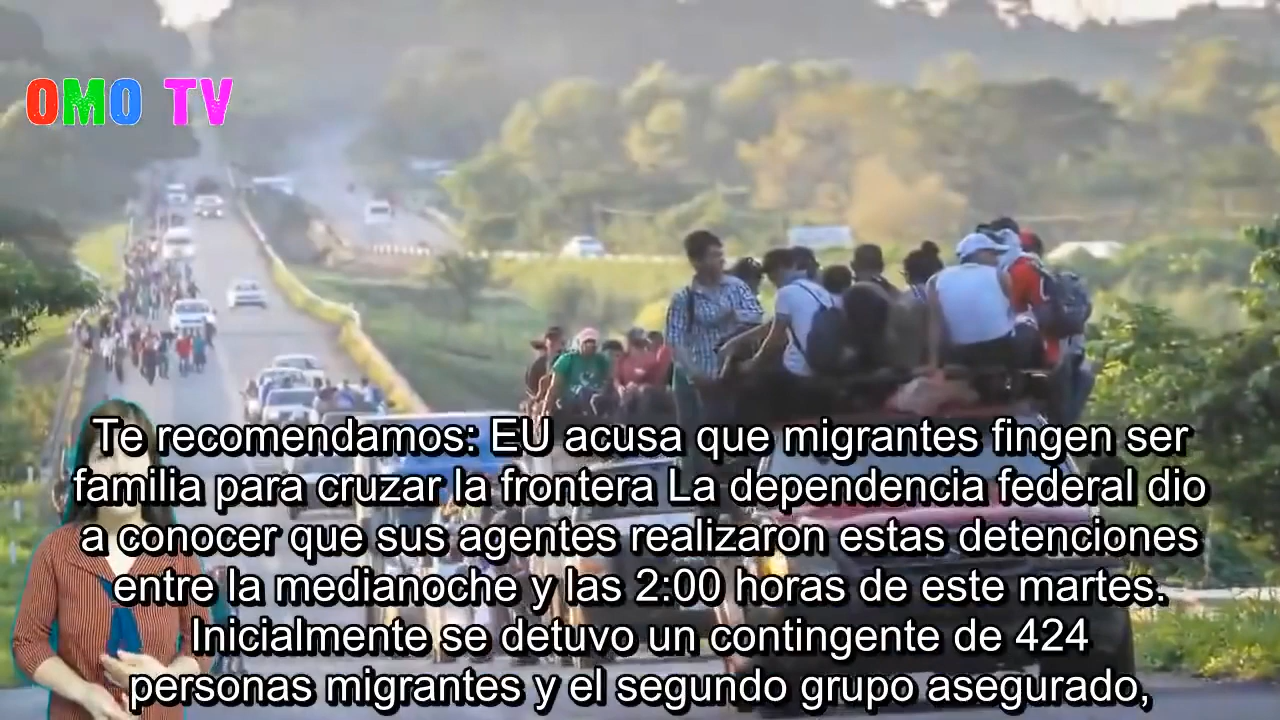 OMO TV
Te recomendamos: EU acusa que migrantes fingen ser
familia para cruzar la frontera La dependencia federal dio
a conocer que sus agentes realizaron estas detenciones
entre la medianoche y las 2:00 horas de este martes.
Inicialmente se detuvo un contingente de 424
personas migrantes y el segundo grupo asegurado,